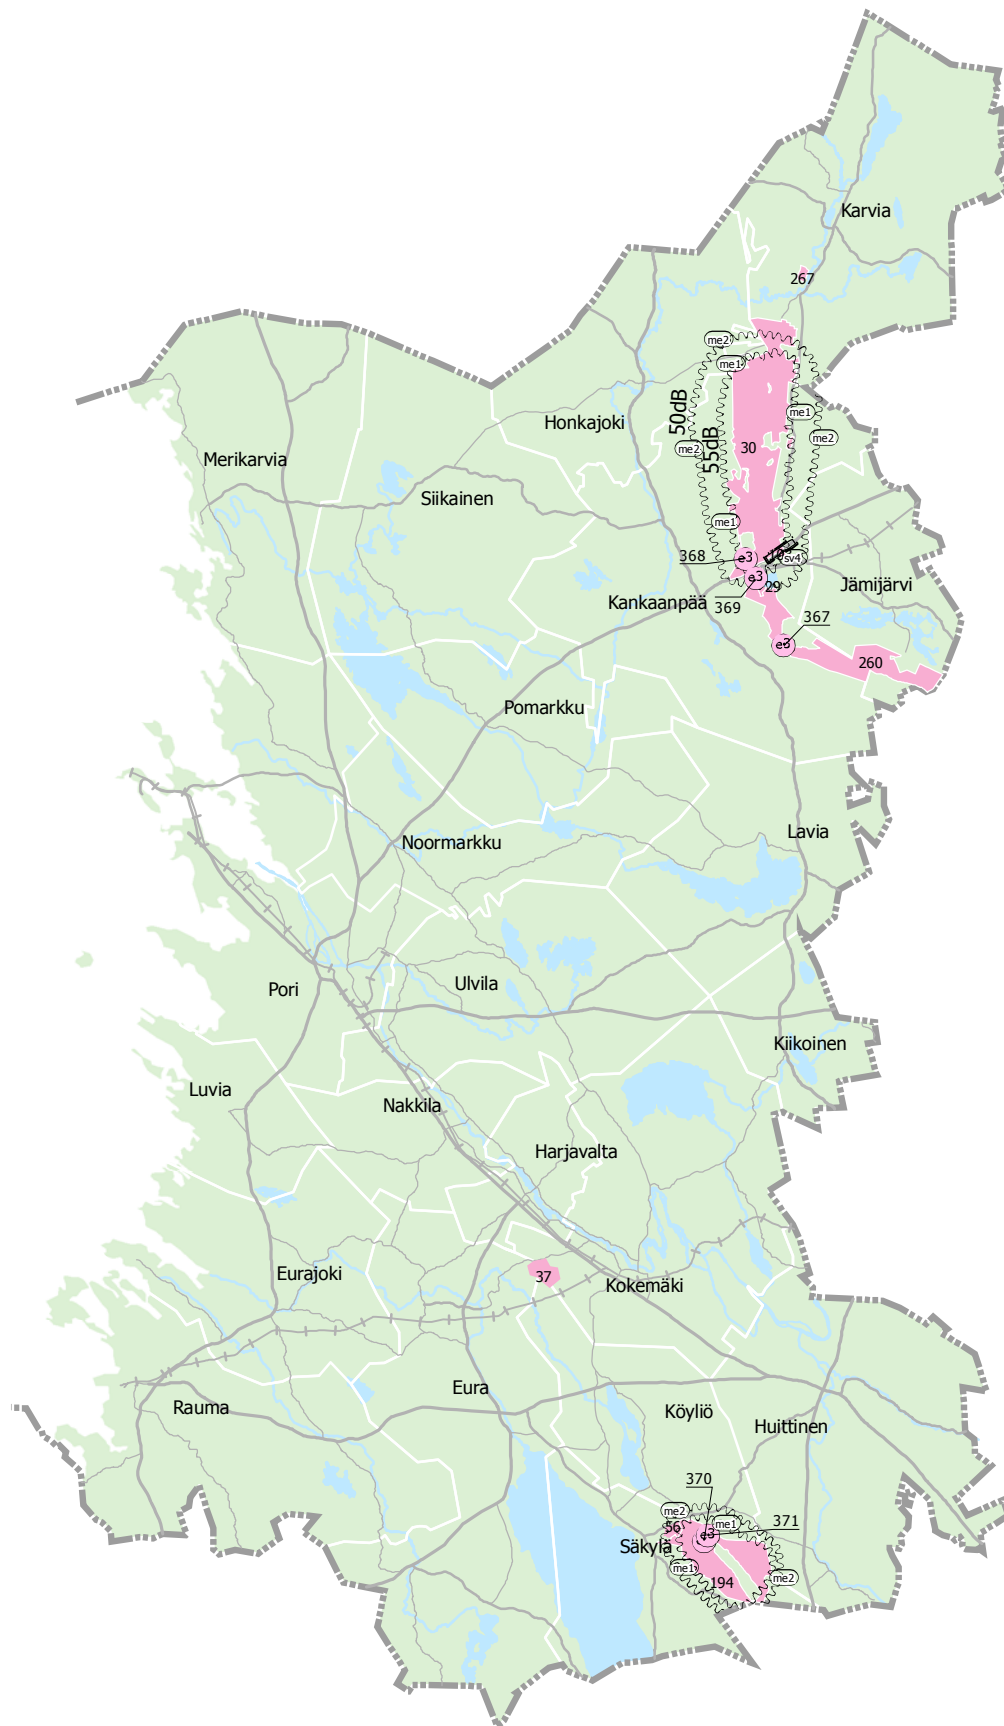 Karvia
267
me2
me1
50dB
me1
Honkajoki
me2
55dB
me2
30
Merikarvia
Siikainen
me1
368
e3
sv4
e3
29
Jämijärvi
Kankaanpää
369
367
e3
260
Pomarkku
Lavia
Noormarkku
Ulvila
Pori
Kiikoinen
Luvia
Nakkila
Harjavalta
Eurajoki
37
Kokemäki
Eura
Rauma
Köyliö
Huittinen
370
me2
me1
371
56
e3
Säkylä
me1
me2
194